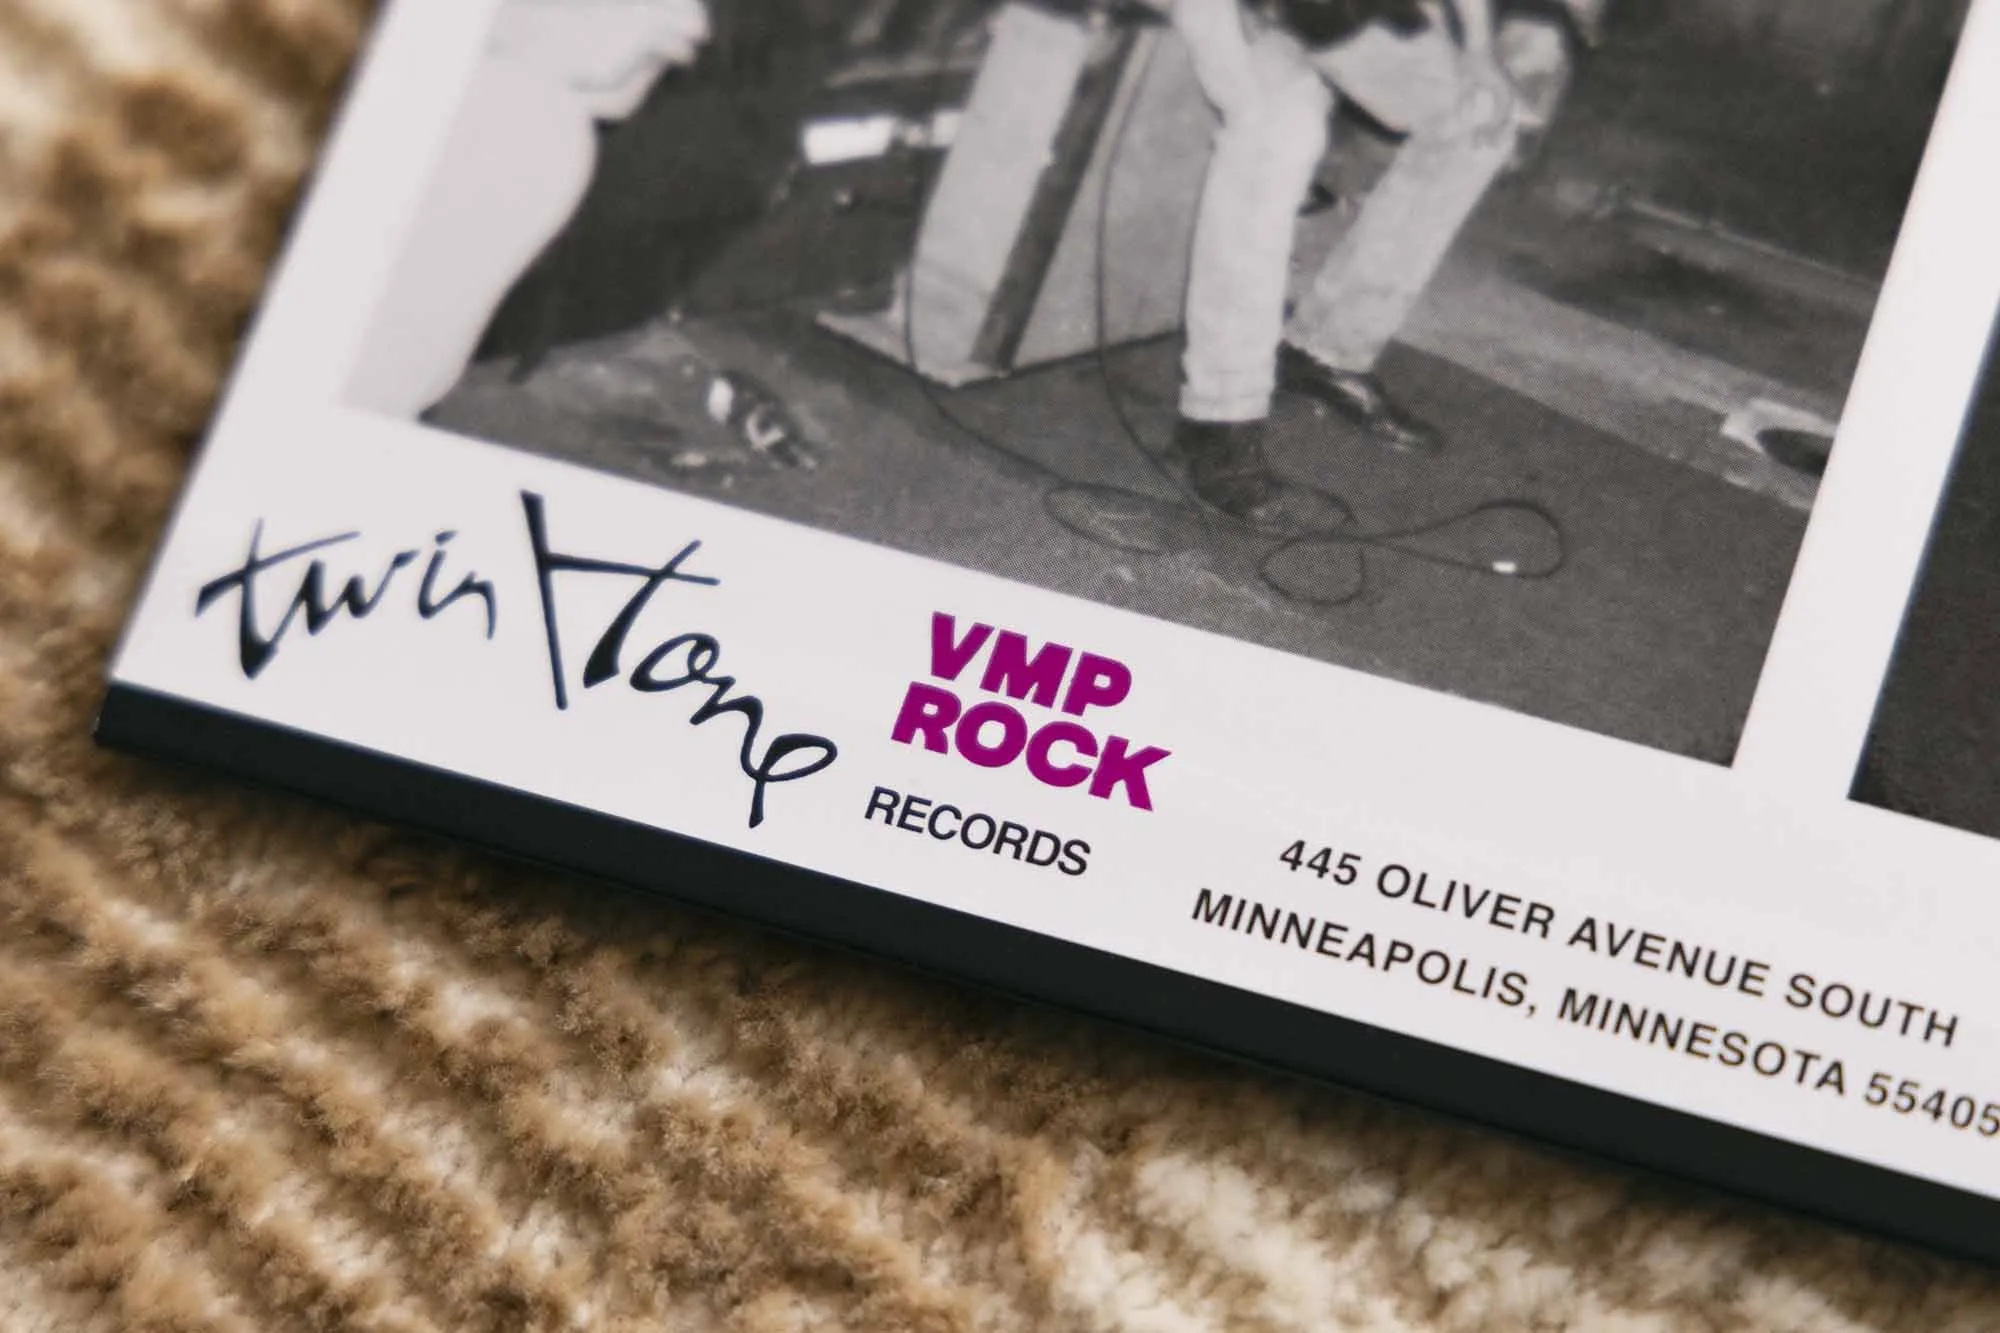 twin Tone
VMP
ROCK
RECORDS
445 OLIVER AVENUE SOUTH
MINNEAPOLIS, MINNESOTA 55405